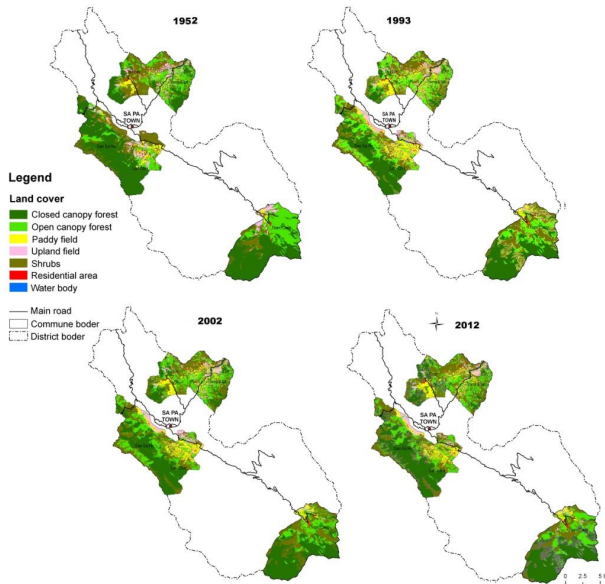 1952
1993
SA PA
TOWN
SA PA
TOWN
Legend
Land cover
Closed canopy forest
Open canopy forest
Paddy field
Upland field
Shrubs
Residential area
Water body
Main road
Commune boder
District boder
2002
2012
SA PA
TOWN
SA PA
TOWN
0 2.5 5